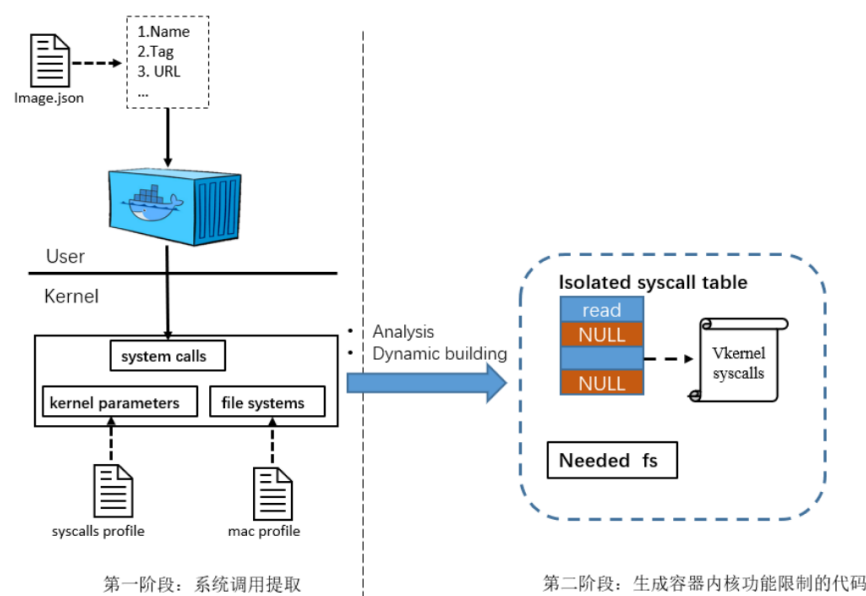 1.Name
2.Tag
3. URL
...
Image.json
User
Kernel
system calls
kernel parameters
file systems
syscalls profile
mac profile
• Analysis
• Dynamic building
Isolated syscall table
read
NULL
NULL
Vkernel
syscalls
Needed fs
第一阶段：系统调用提取
第二阶段：生成容器内核功能限制的代码